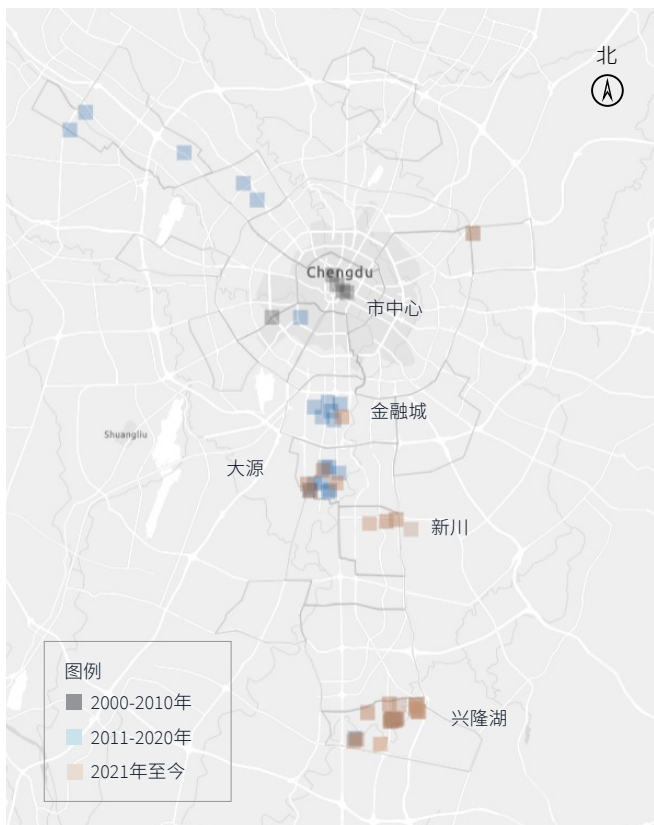 北
Chengdu
市中心
金融城
Shuangliu
大源
新川
兴隆湖
图例
2000-2010年
2011-2020年
2021年至今